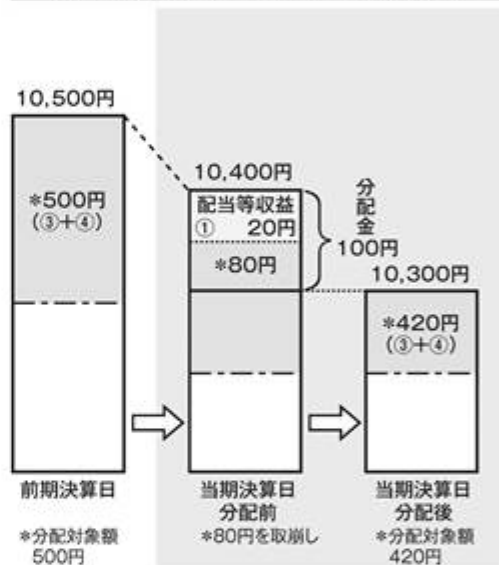 10,500円
*500円
(③+④)
10,400円
配当等収益
① 20円
*80円
分配金
100円
10,300円
*420円
(③+④)
前期決算日
*分配対象額
500円
当期決算日
分配前
*80円を取崩し
当期決算日
分配後
*分配対象額
420円